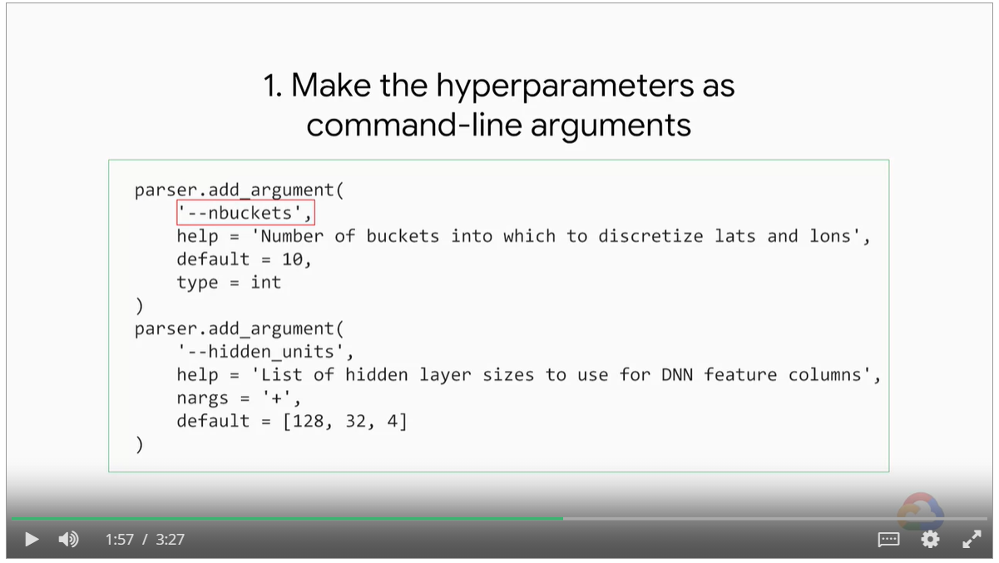 1. Make the hyperparameters as
command-line arguments
parser.add_argument(
'--nbuckets',
help = 'Number of buckets into which to discretize lats and lons',
default = 10,
type = int
)
parser.add_argument(
'--hidden_units',
help = 'List of hidden layer sizes to use for DNN feature columns',
nargs = '+',
default = [128, 32, 4]
)
1:57 / 3:27